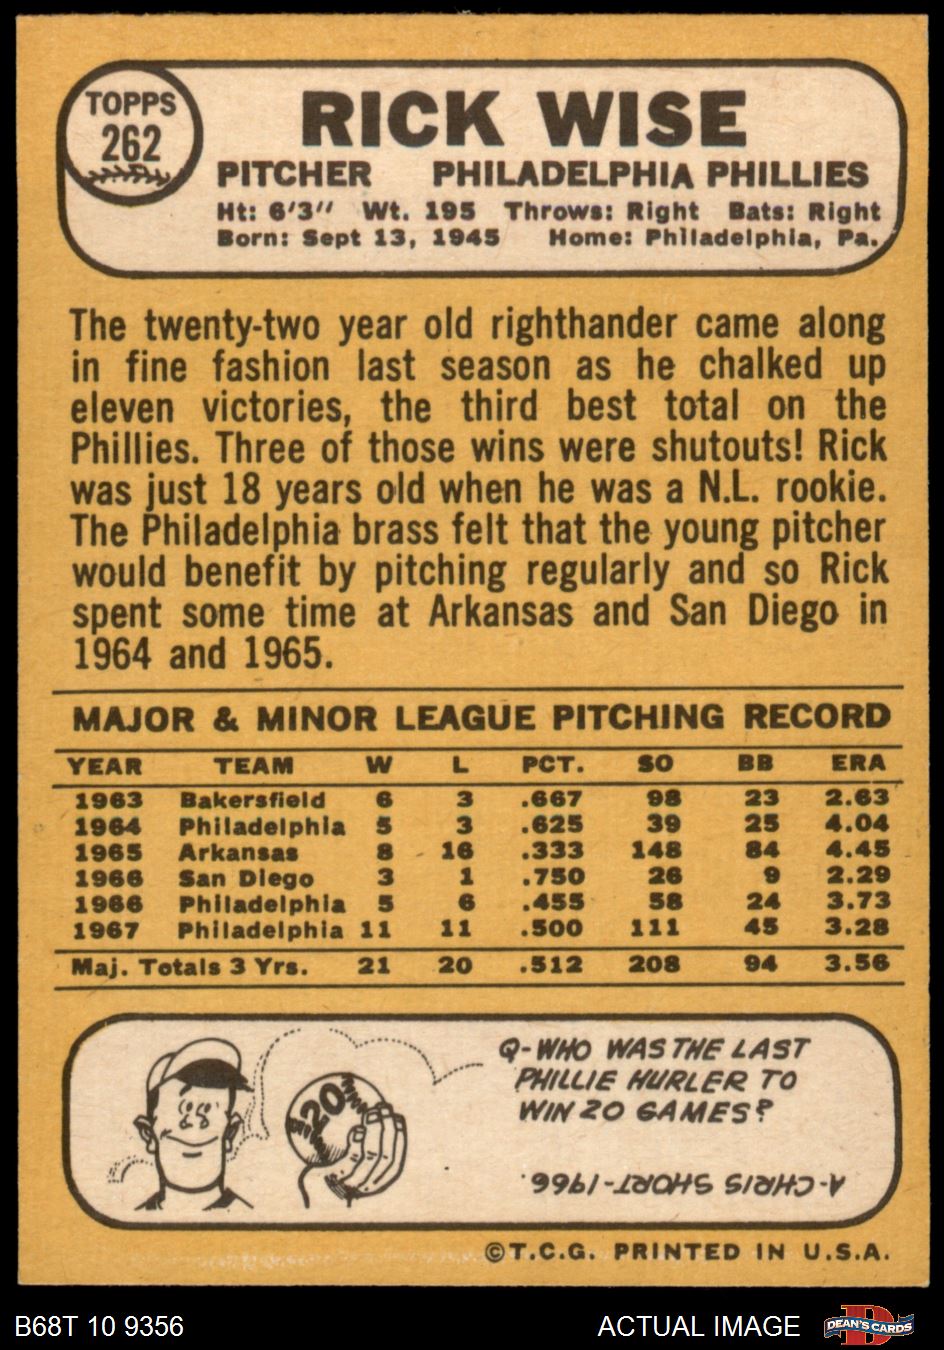 TOPPS
262
RICK WISE
PITCHER PHILADELPHIA PHILLIES
Ht: 6'3" Wt. 195 Throws: Right Bats: Right
Born: Sept 13, 1945 Home: Philadelphia, Pa.
The twenty-two year old righthander came along
in fine fashion last season as he chalked up
eleven victories, the third best total on the
Phillies. Three of those wins were shutouts! Rick
was just 18 years old when he was a N.L. rookie.
The Philadelphia brass felt that the young pitcher
would benefit by pitching regularly and so Rick
spent some time at Arkansas and San Diego in
1964 and 1965.
MAJOR & MINOR LEAGUE PITCHING RECORD
YEAR TEAM W L PCT. SO BB ERA
1963 Bakersfield 6 3 .667 98 23 2.63
1964 Philadelphia 5 3 .625 39 25 4.04
1965 Arkansas 8 16 .333 148 84 4.45
1966 San Diego 3 1 .750 26 9 2.29
1966 Philadelphia 5 6 .455 58 24 3.73
1967 Philadelphia 11 11 .500 111 45 3.28
Maj. Totals 3 Yrs. 21 20 .512 208 94 3.56
20
Q-WHO WAS THE LAST
PHILLIE HURLER TO
WIN 20 GAMES?
A-CHRIS SHORT-1966.
©T.C.G. PRINTED IN U.S.A.
B68T 10 9356
ACTUAL IMAGE
DEAN'S CARDS